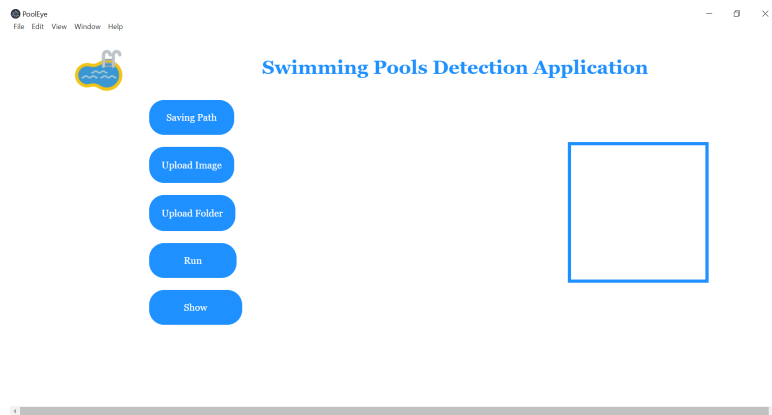 PoolEye
File Edit View Window Help
Swimming Pools Detection Application
Saving Path
Upload Image
Upload Folder
Run
Show